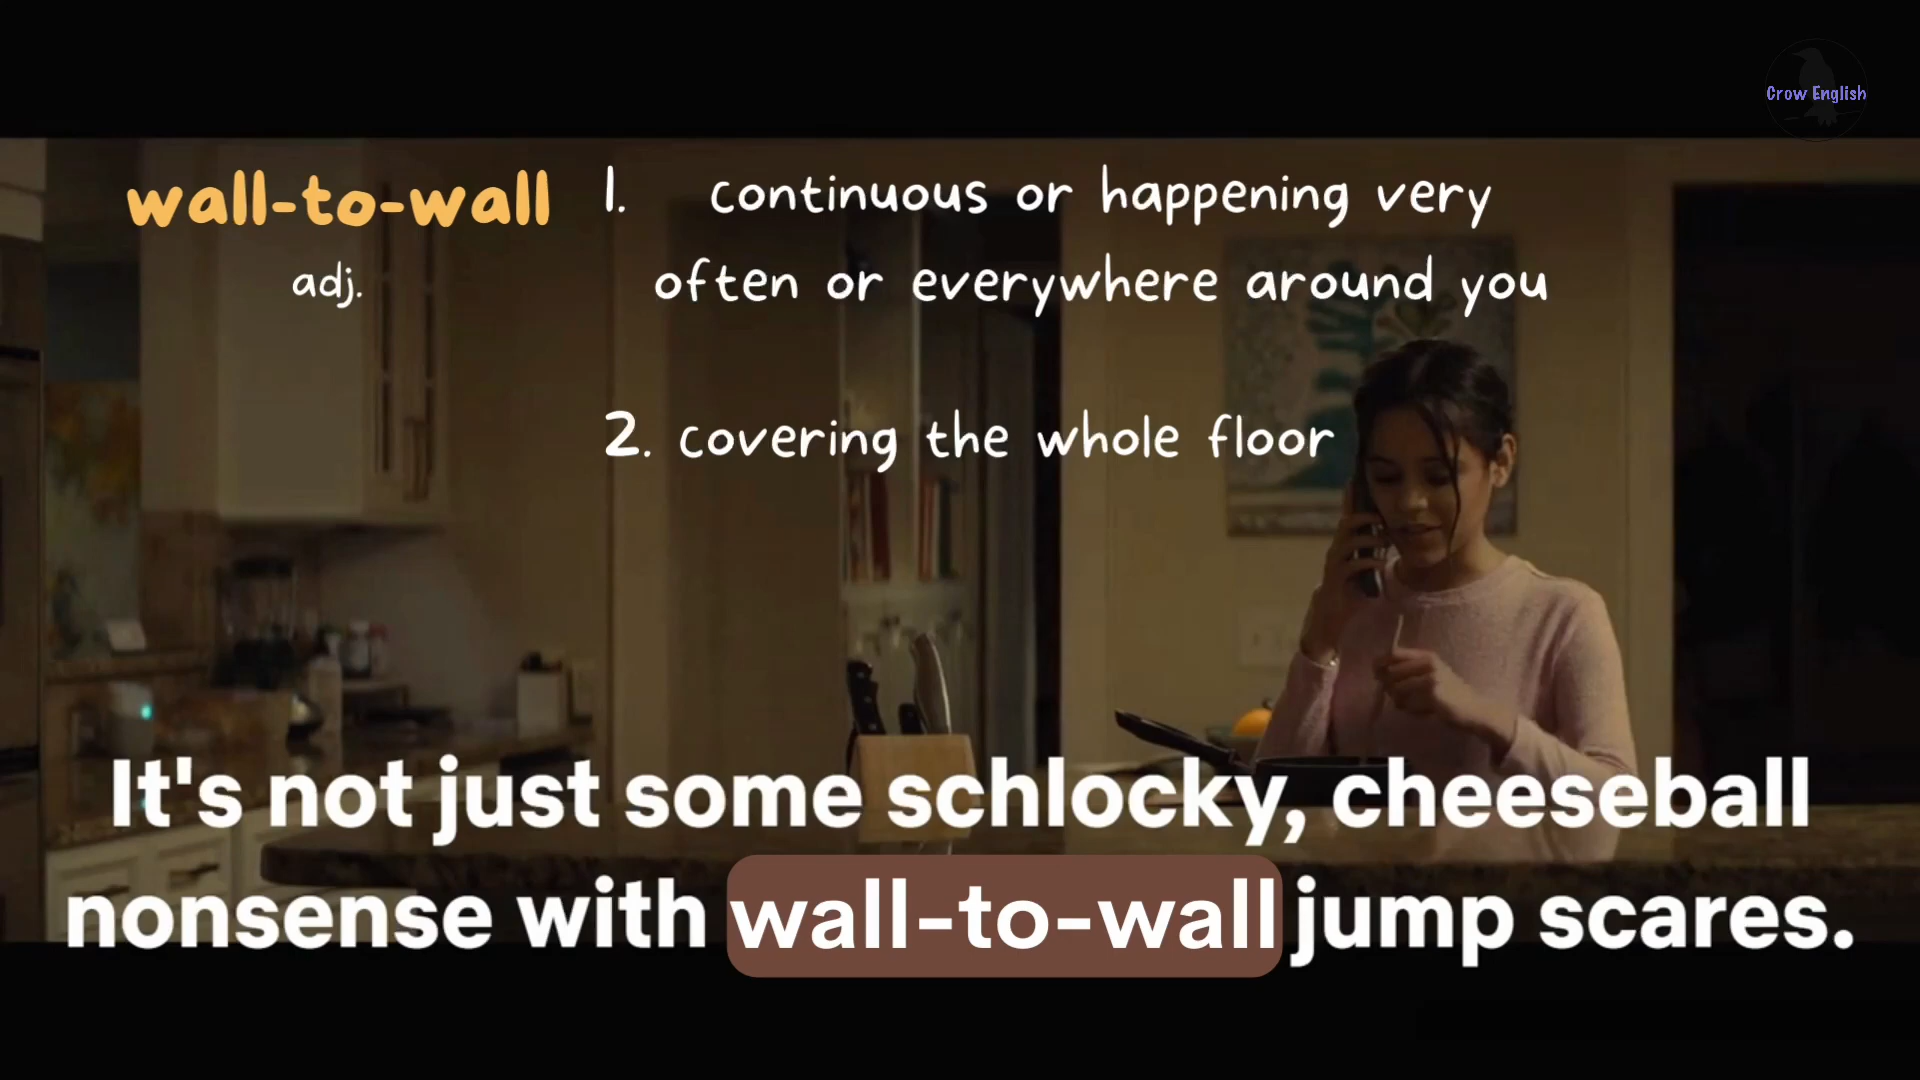 Crow English
wall-to-wall
adj.
1. continuous or happening very
often or everywhere around you
2. covering the whole floor
It's not just some schlocky, cheeseball
nonsense with wall-to-wall jump scares.